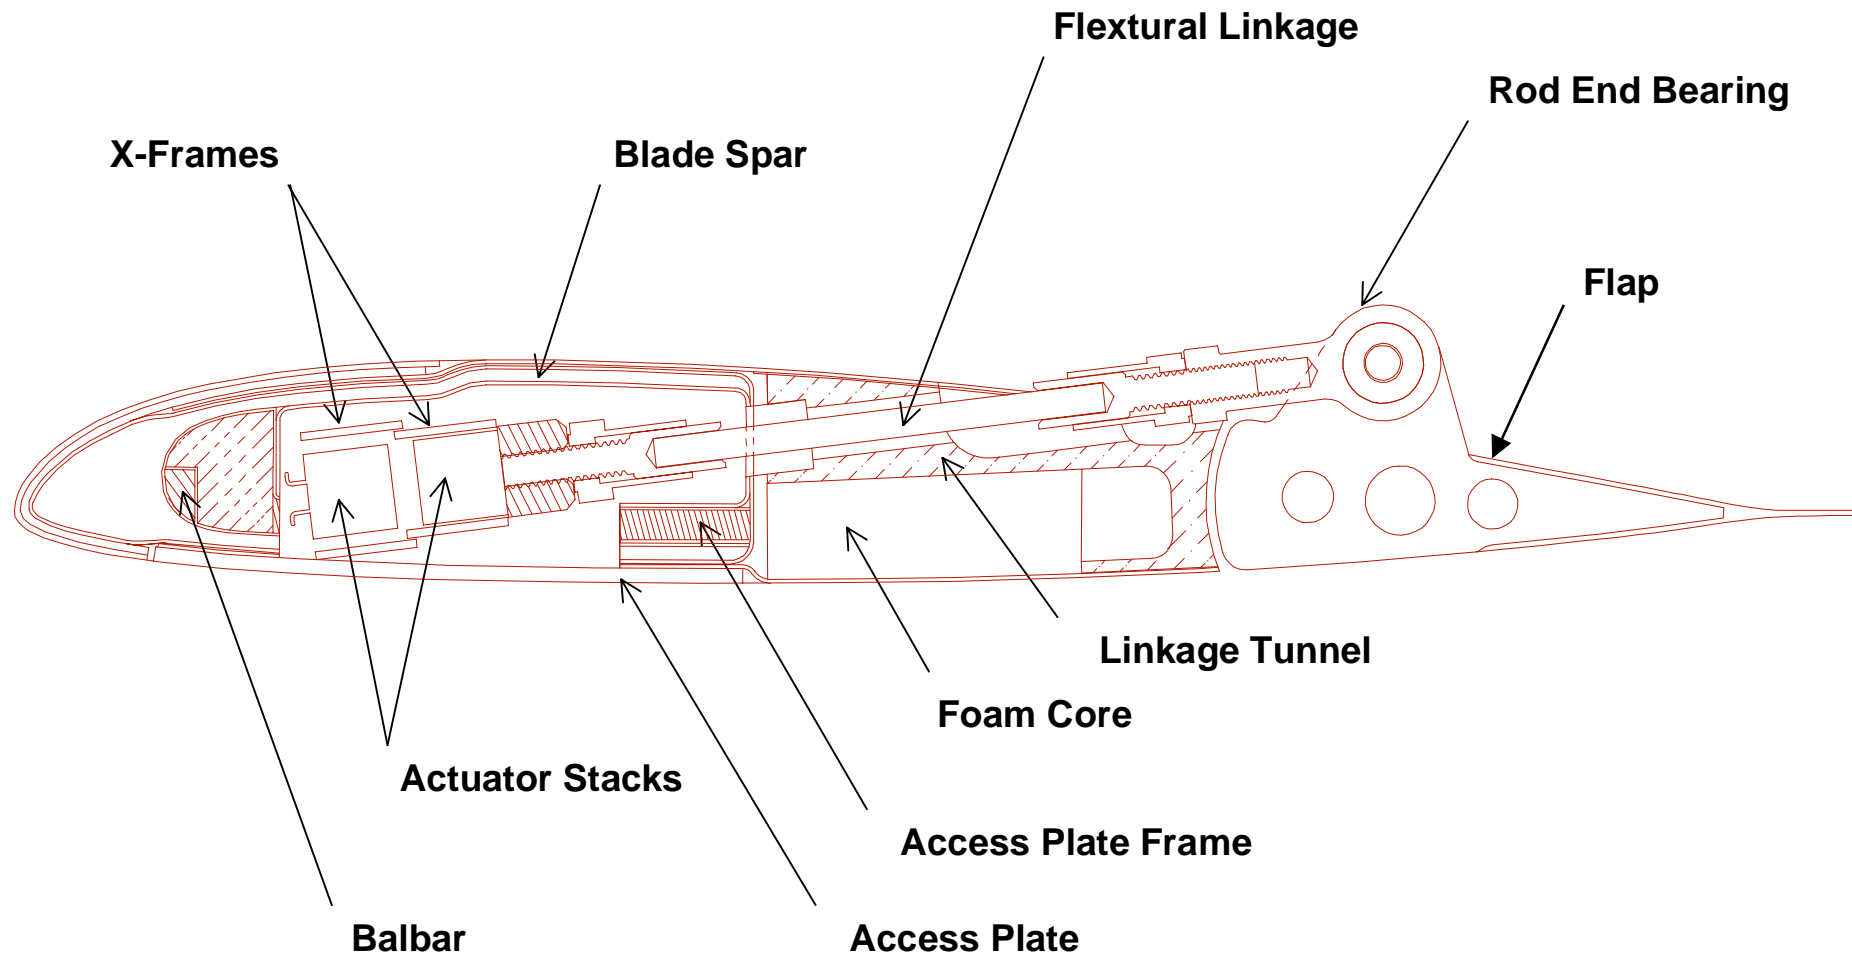 Flextural Linkage
Rod End Bearing
X-Frames
Blade Spar
Flap
Linkage Tunnel
Foam Core
Actuator Stacks
Access Plate Frame
Balbar
Access Plate